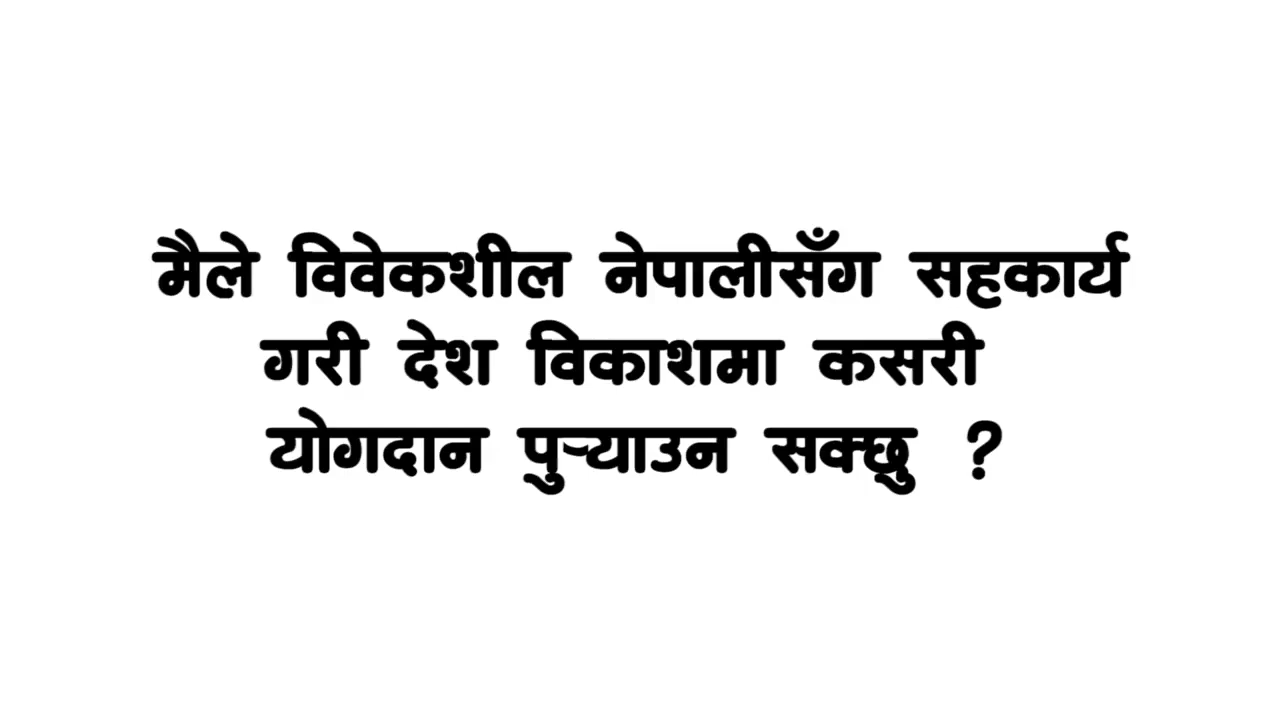 मैले विवेकशील नेपालीसँग सहकार्य
गरी देश विकाशमा कसरी
योगदान पुऱ्याउन सक्छु ?